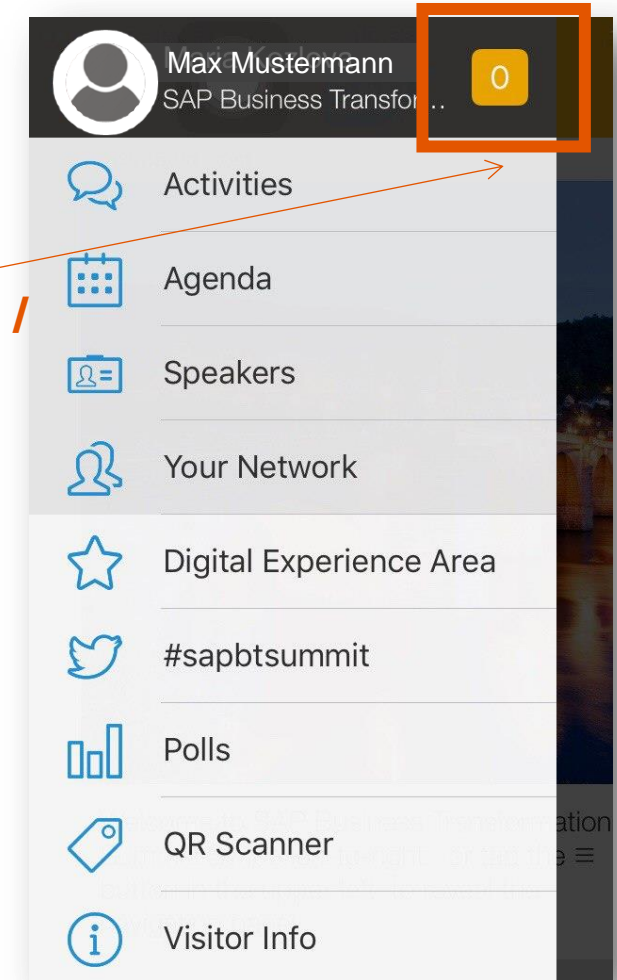 Max Mustermann
SAP Business Transfor...
0
Activities
/
Agenda
Speakers
Your Network
Digital Experience Area
#sapbtsummit
Polls
ation
QR Scanner
e ≡
Visitor Info